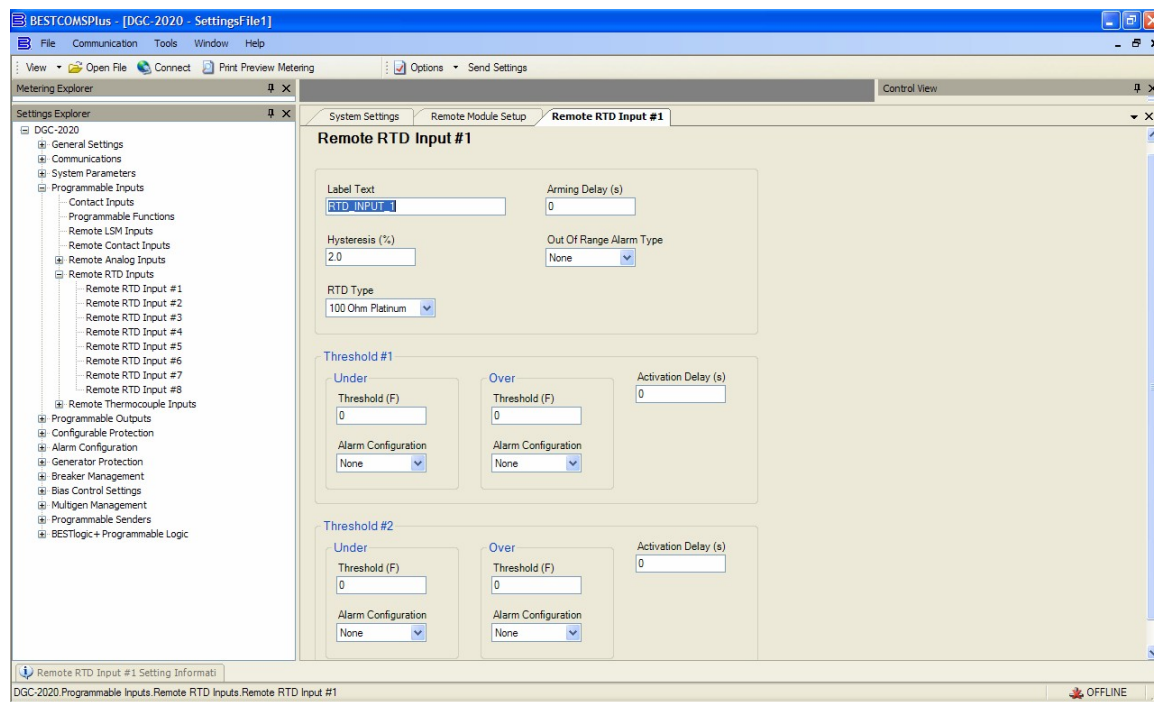 BESTCOMSPlus - [DGC-2020 - SettingsFile1]
File Communication Tools Window Help
View Open File Connect Print Preview Metering Options Send Settings
Metering Explorer
Control View
Settings Explorer
DGC-2020
General Settings
Communications
System Parameters
Programmable Inputs
Contact Inputs
Programmable Functions
Remote LSM Inputs
Remote Contact Inputs
Remote Analog Inputs
Remote RTD Inputs
Remote RTD Input #1
Remote RTD Input #2
Remote RTD Input #3
Remote RTD Input #4
Remote RTD Input #5
Remote RTD Input #6
Remote RTD Input #7
Remote RTD Input #8
Remote Thermocouple Inputs
Programmable Outputs
Configurable Protection
Alarm Configuration
Generator Protection
Breaker Management
Bias Control Settings
Multigen Management
Programmable Senders
BESTlogic+ Programmable Logic
System Settings Remote Module Setup Remote RTD Input #1
Remote RTD Input #1
Label Text Arming Delay (s)
RTD_INPUT_1 0
Hysteresis (%) Out Of Range Alarm Type
2.0 None
RTD Type
100 Ohm Platinum
Threshold #1
Under Over Activation Delay (s)
0
Threshold (F) Threshold (F)
0 0
Alarm Configuration Alarm Configuration
None None
Threshold #2
Under Over Activation Delay (s)
0
Threshold (F) Threshold (F)
0 0
Alarm Configuration Alarm Configuration
None None
Remote RTD Input #1 Setting Informati
DGC-2020.Programmable Inputs.Remote RTD Inputs.Remote RTD Input #1 OFFLINE